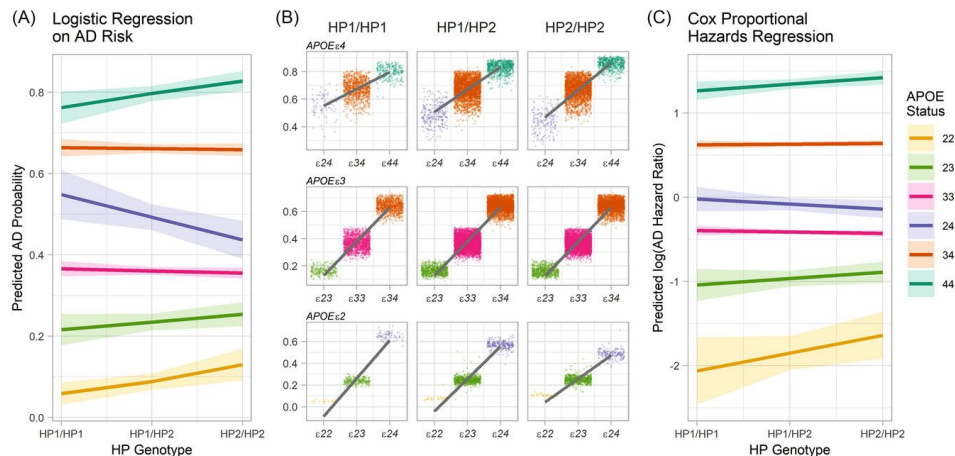 (A)
Logistic Regression
on AD Risk
Predicted AD Probability
0.8
0.6
0.4
0.2
0.0
HP1/HP1
HP1/HP2
HP2/HP2
HP Genotype
(B)
HP1/HP1
HP1/HP2
HP2/HP2
APOEε4
0.8
0.6
0.4
ε24
ε34
ε44
ε24
ε34
ε44
ε24
ε34
ε44
APOEε3
0.6
0.4
0.2
ε23
ε33
ε34
ε23
ε33
ε34
ε23
ε33
ε34
APOEε2
0.6
0.4
0.2
0.0
ε22
ε23
ε24
ε22
ε23
ε24
ε22
ε23
ε24
(C)
Cox Proportional
Hazards Regression
Predicted log(AD Hazard Ratio)
1
0
-1
-2
HP1/HP1
HP1/HP2
HP2/HP2
HP Genotype
APOE
Status
22
23
33
24
34
44